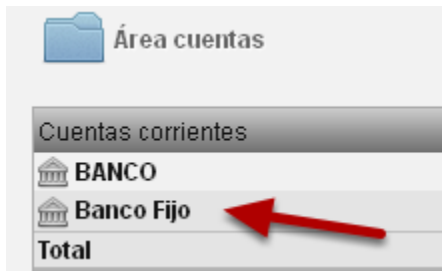 Área cuentas
Cuentas corrientes
BANCO
Banco Fijo
Total